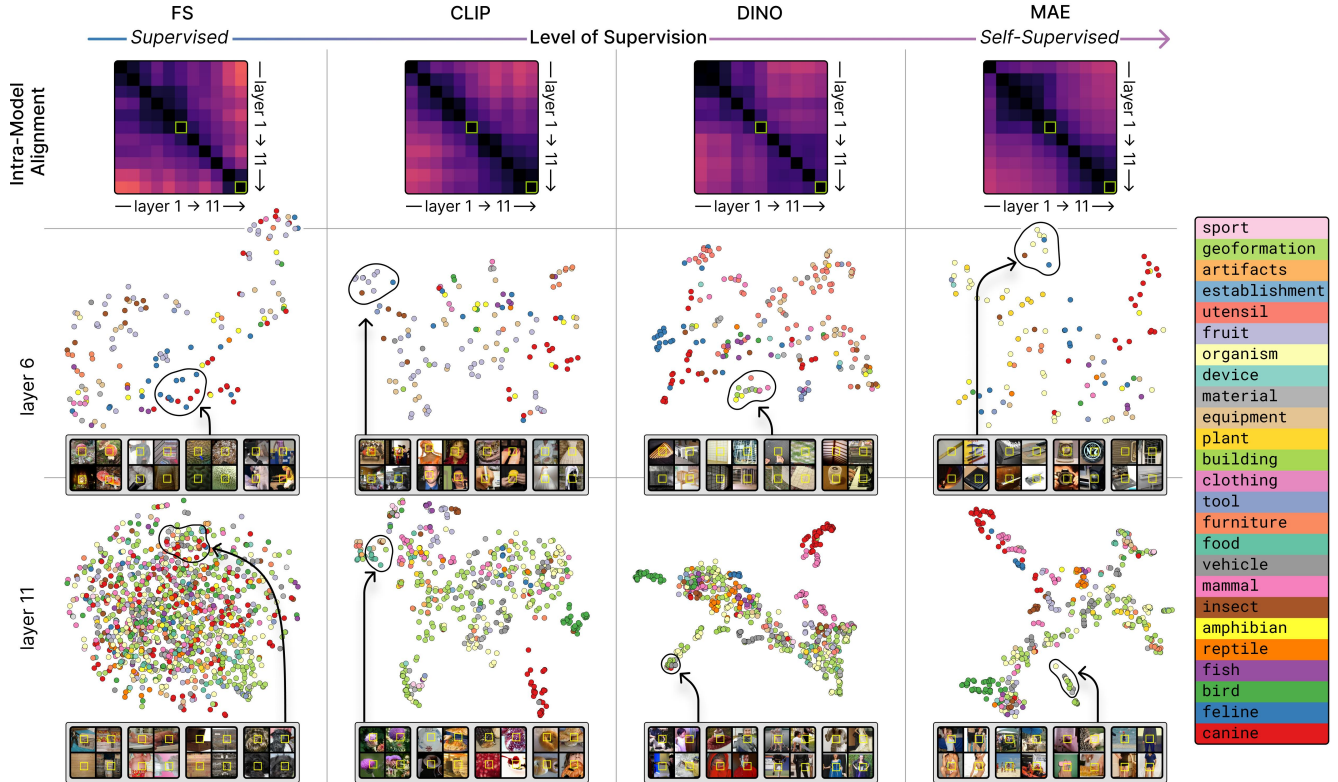 FS
CLIP
DINO
MAE
Supervised
Level of Supervision
Self-Supervised
Intra-Model
Alignment
layer 1 → 11
layer 1 → 11
layer 1 → 11
layer 1 → 11
layer 1 → 11
layer 1 → 11
layer 1 → 11
layer 1 → 11
layer 6
layer 11
sport
geoformation
artifacts
establishment
utensil
fruit
organism
device
material
equipment
plant
building
clothing
tool
furniture
food
vehicle
mammal
insect
amphibian
reptile
fish
bird
feline
canine